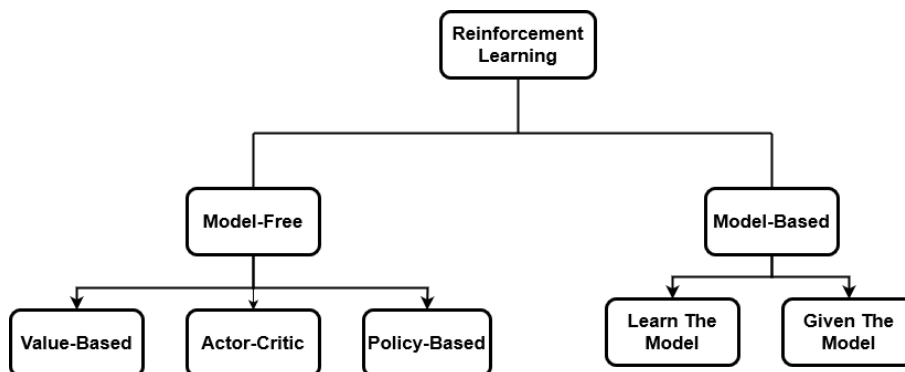 Reinforcement
Learning
Model-Free
Model-Based
Value-Based
Actor-Critic
Policy-Based
Learn The
Model
Given The
Model